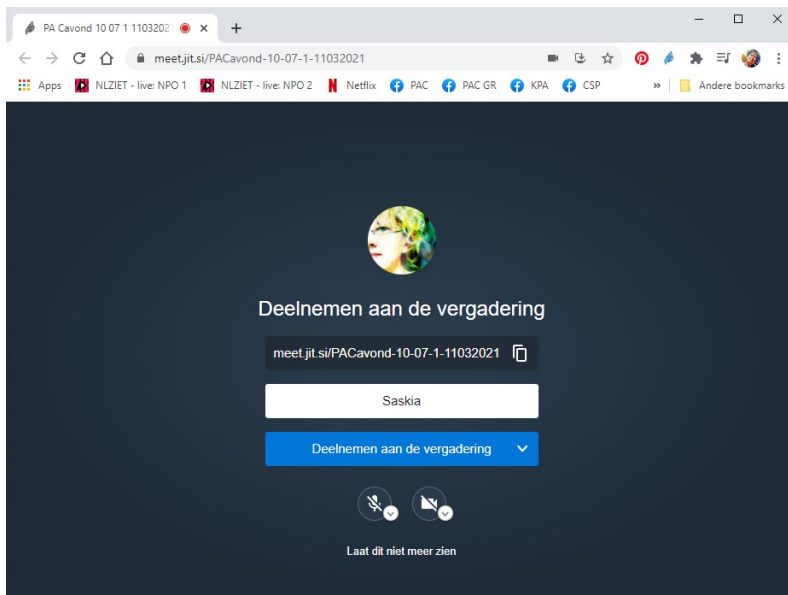 PA Cavond 10 07 1 1103202
meet.jit.si/PACavond-10-07-1-11032021
Apps NLZIET - live: NPO 1 NLZIET - live: NPO 2 Netflix PAC PAC GR KPA CSP » Andere bookmarks
Deelnemen aan de vergadering
meet.jit.si/PACavond-10-07-1-11032021
Saskia
Deelnemen aan de vergadering
Laat dit niet meer zien